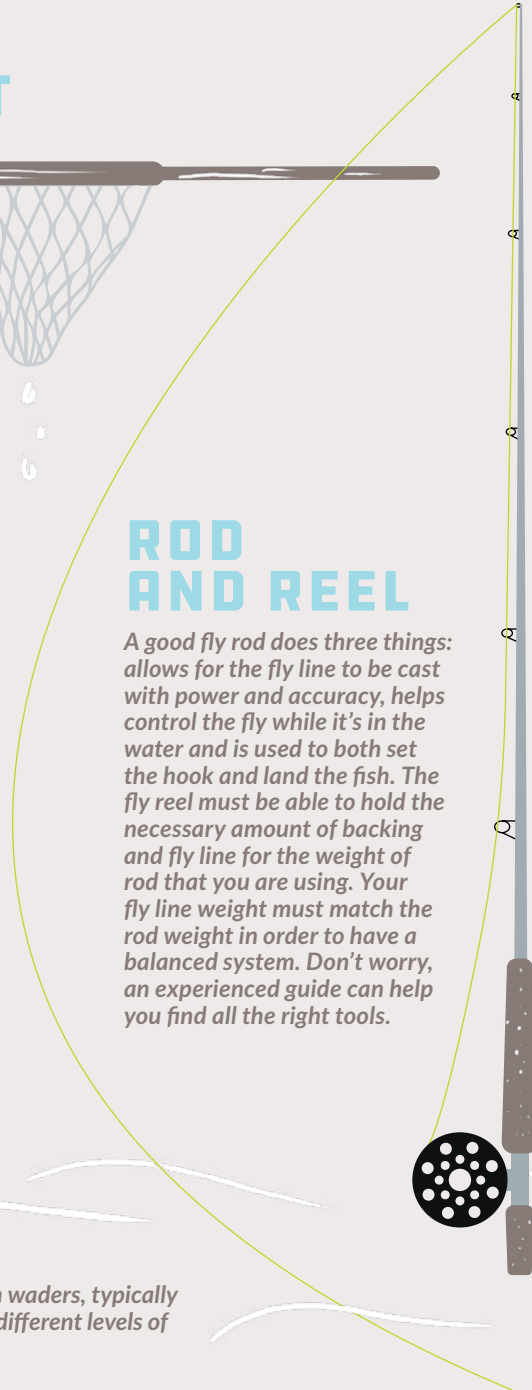 T
ROD
AND REEL
A good fly rod does three things:
allows for the fly line to be cast
with power and accuracy, helps
control the fly while it's in the
water and is used to both set
the hook and land the fish. The
fly reel must be able to hold the
necessary amount of backing
and fly line for the weight of
rod that you are using. Your
fly line weight must match the
rod weight in order to have a
balanced system. Don't worry,
an experienced guide can help
you find all the right tools.
waders, typically
different levels of